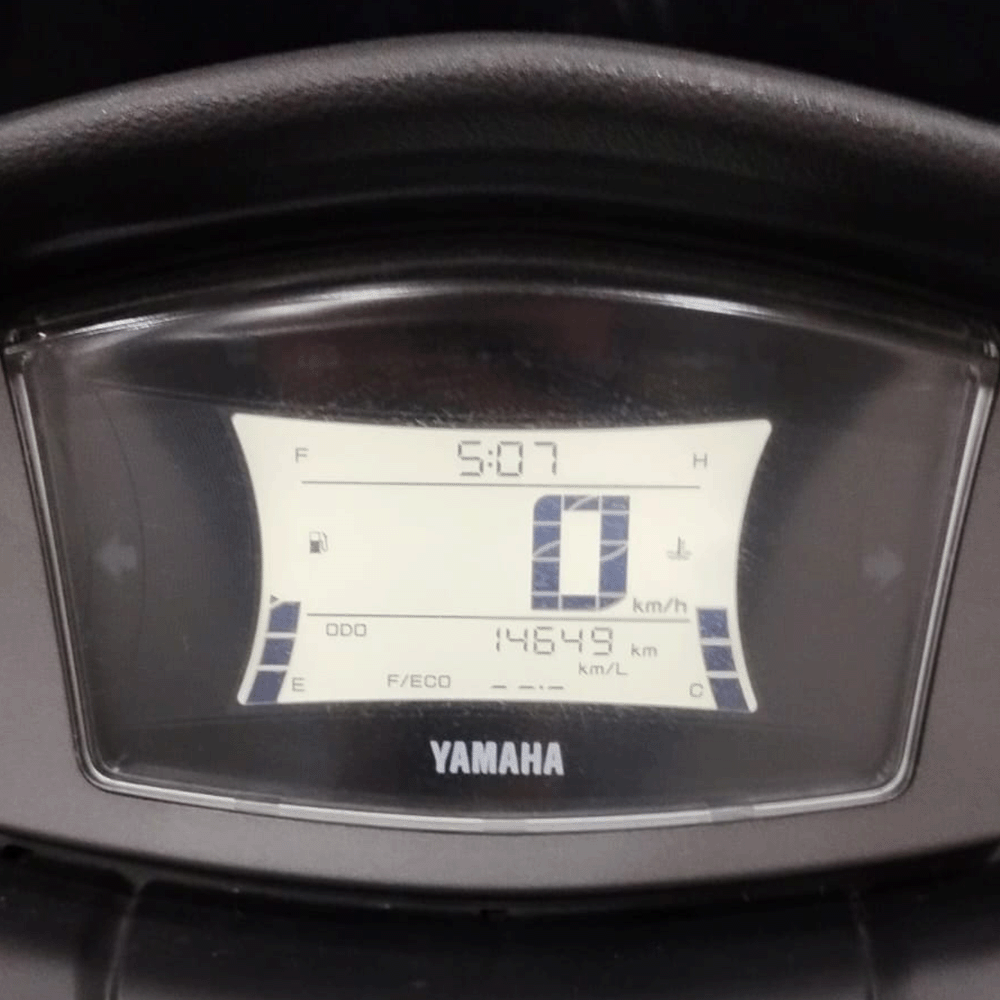 F 5:07 H
0 km/h
ODO 14649 km
km/L
E F/ECO --.- C
YAMAHA